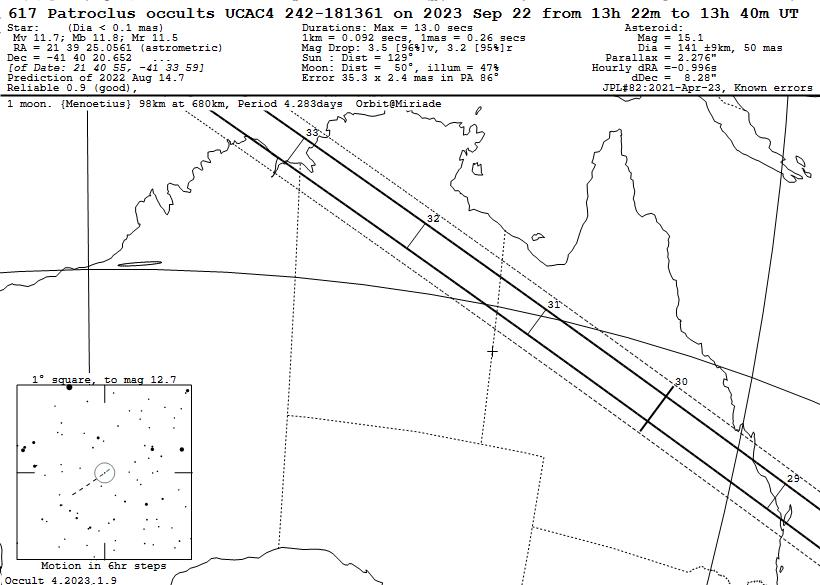 617 Patroclus occults UCAC4 242-181361 on 2023 Sep 22 from 13h 22m to 13h 40m UT
Star: (Dia < 0.1 mas)
Mv 11.7; Mb 11.8; Mr 11.5
RA = 21 39 25.0561 (astrometric)
Dec = -41 40 20.652 ...
[of Date: 21 40 55, -41 33 59]
Prediction of 2022 Aug 14.7
Reliable 0.9 (good),
Durations: Max = 13.0 secs
1km = 0.092 secs, 1mas = 0.26 secs
Mag Drop: 3.5 [96%]v, 3.2 [95%]r
Sun : Dist = 129°
Moon: Dist = 50°, illum = 47%
Error 35.3 x 2.4 mas in PA 86°
Asteroid:
Mag = 15.1
Dia = 141 ±9km, 50 mas
Parallax = 2.276"
Hourly dRA =-0.996s
dDec = 8.28"
JPL#82:2021-Apr-23, Known errors
1 moon. {Menoetius} 98km at 680km, Period 4.283days Orbit@Miriade
33
32
31
30
29
1° square, to mag 12.7
Motion in 6hr steps
Occult 4.2023.1.9